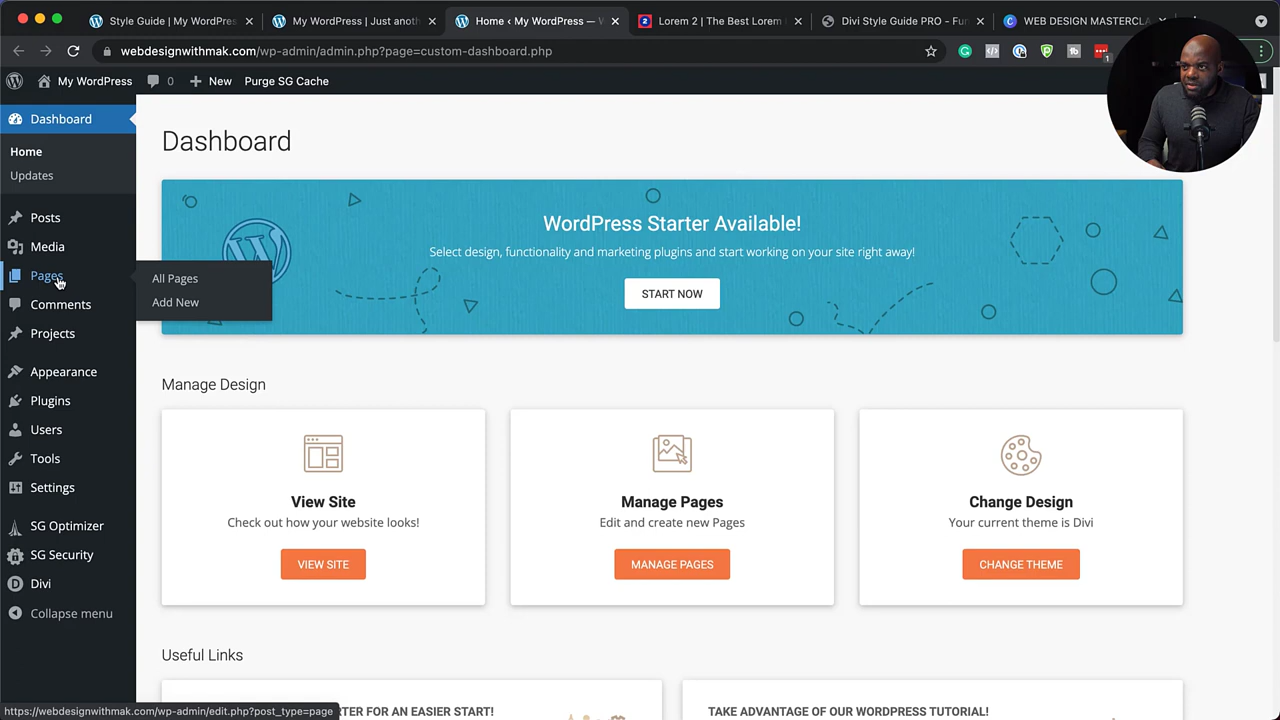 Style Guide | My WordPress
My WordPress | Just anoth
Home ‹ My WordPress — W
Lorem 2 | The Best Lorem I
Divi Style Guide PRO - Fun
WEB DESIGN MASTERCLA
webdesignwithmak.com/wp-admin/admin.php?page=custom-dashboard.php
My WordPress
0
New
Purge SG Cache
Dashboard
Home
Updates
Posts
Media
Pages
All Pages
Add New
Comments
Projects
Appearance
Plugins
Users
Tools
Settings
SG Optimizer
SG Security
Divi
Collapse menu
Dashboard
WordPress Starter Available!
Select design, functionality and marketing plugins and start working on your site right away!
START NOW
Manage Design
View Site
Check out how your website looks!
VIEW SITE
Manage Pages
Edit and create new Pages
MANAGE PAGES
Change Design
Your current theme is Divi
CHANGE THEME
Useful Links
RTER FOR AN EASIER START!
TAKE ADVANTAGE OF OUR WORDPRESS TUTORIAL!
https://webdesignwithmak.com/wp-admin/edit.php?post_type=page